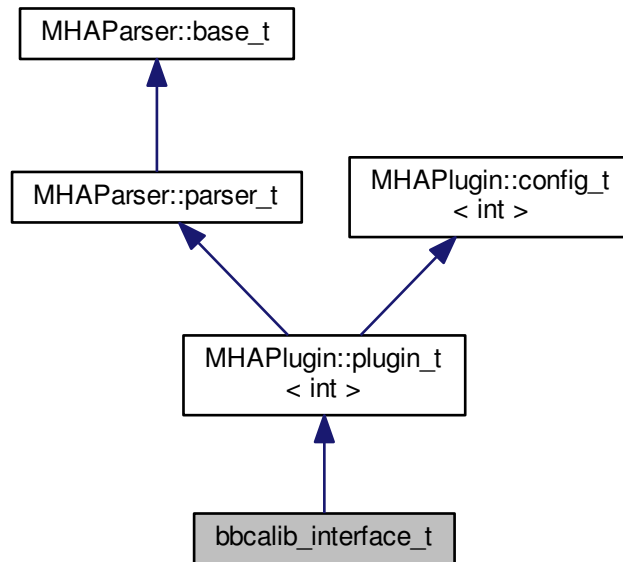 MHAParser::base_t
MHAParser::parser_t
MHAPlugin::config_t
< int >
MHAPlugin::plugin_t
< int >
bbcalib_interface_t